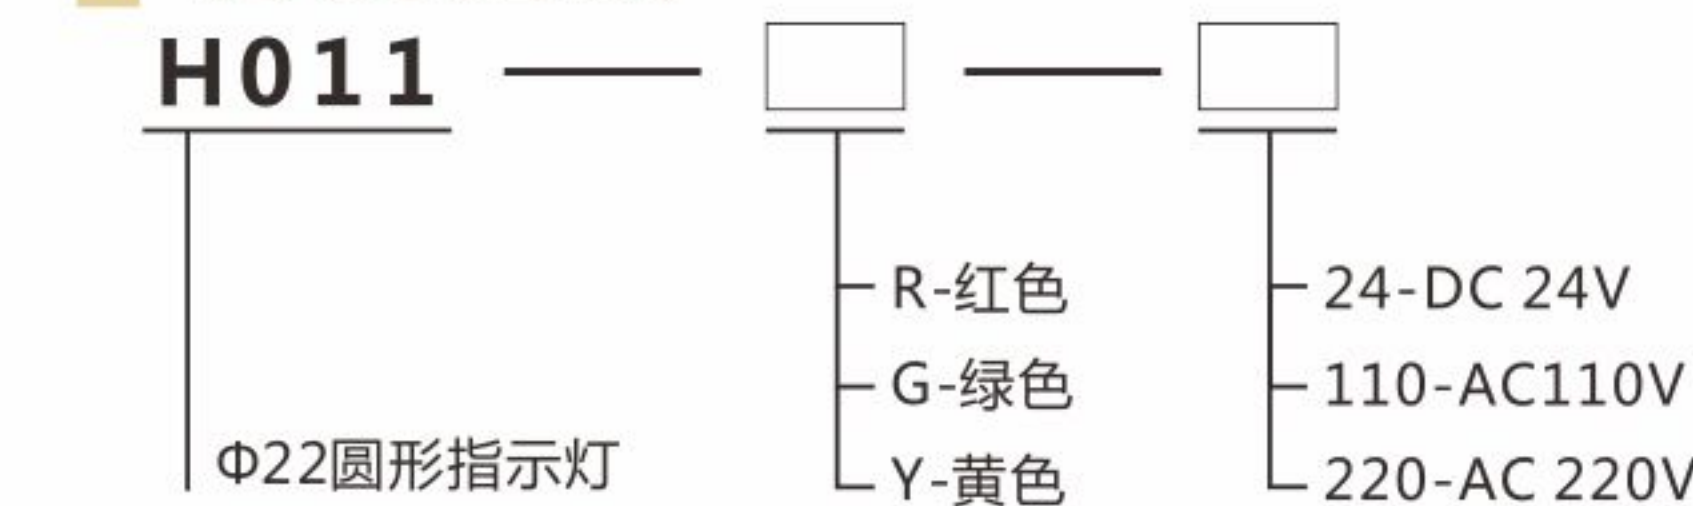 H011
R-红色
24-DC 24V
G-绿色
110-AC110V
Φ22圆形指示灯
Y-黄色
220-AC 220V